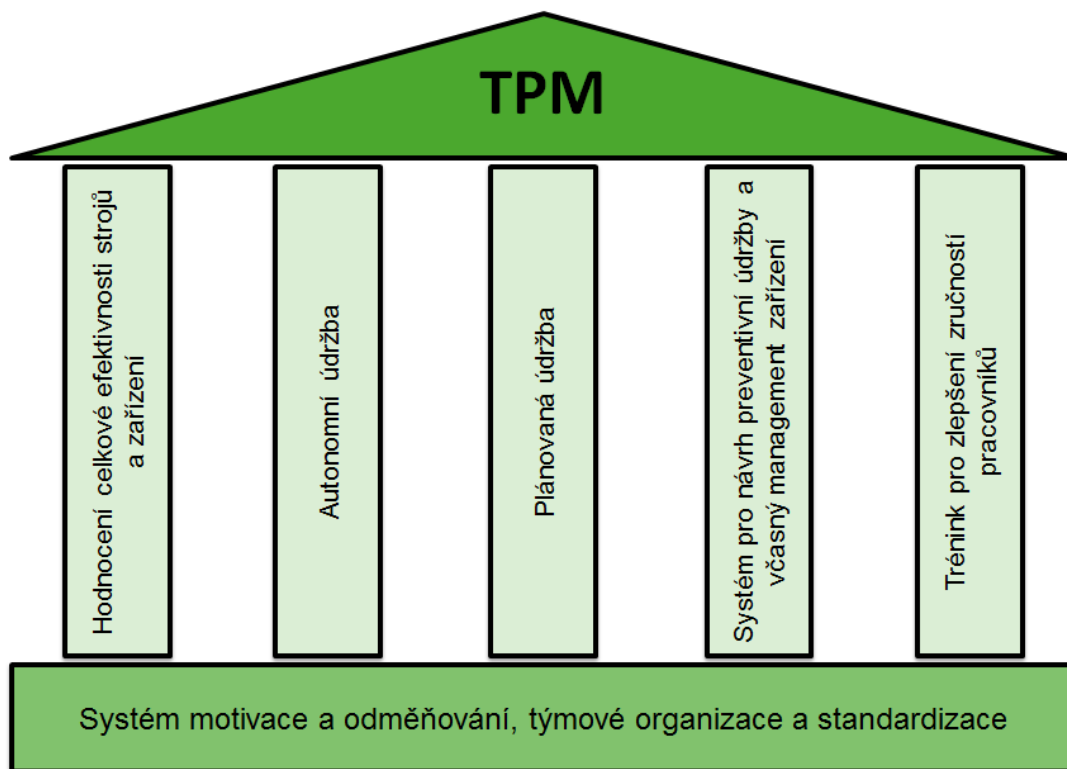 TPM
Hodnocení celkové efektivnosti strojů
a zařízení
Autonomní údržba
Plánovaná údržba
Systém pro návrh preventivní údržby a
včasný management zařízení
Trénink pro zlepšení zručností
pracovníků
Systém motivace a odměňování, týmové organizace a standardizace